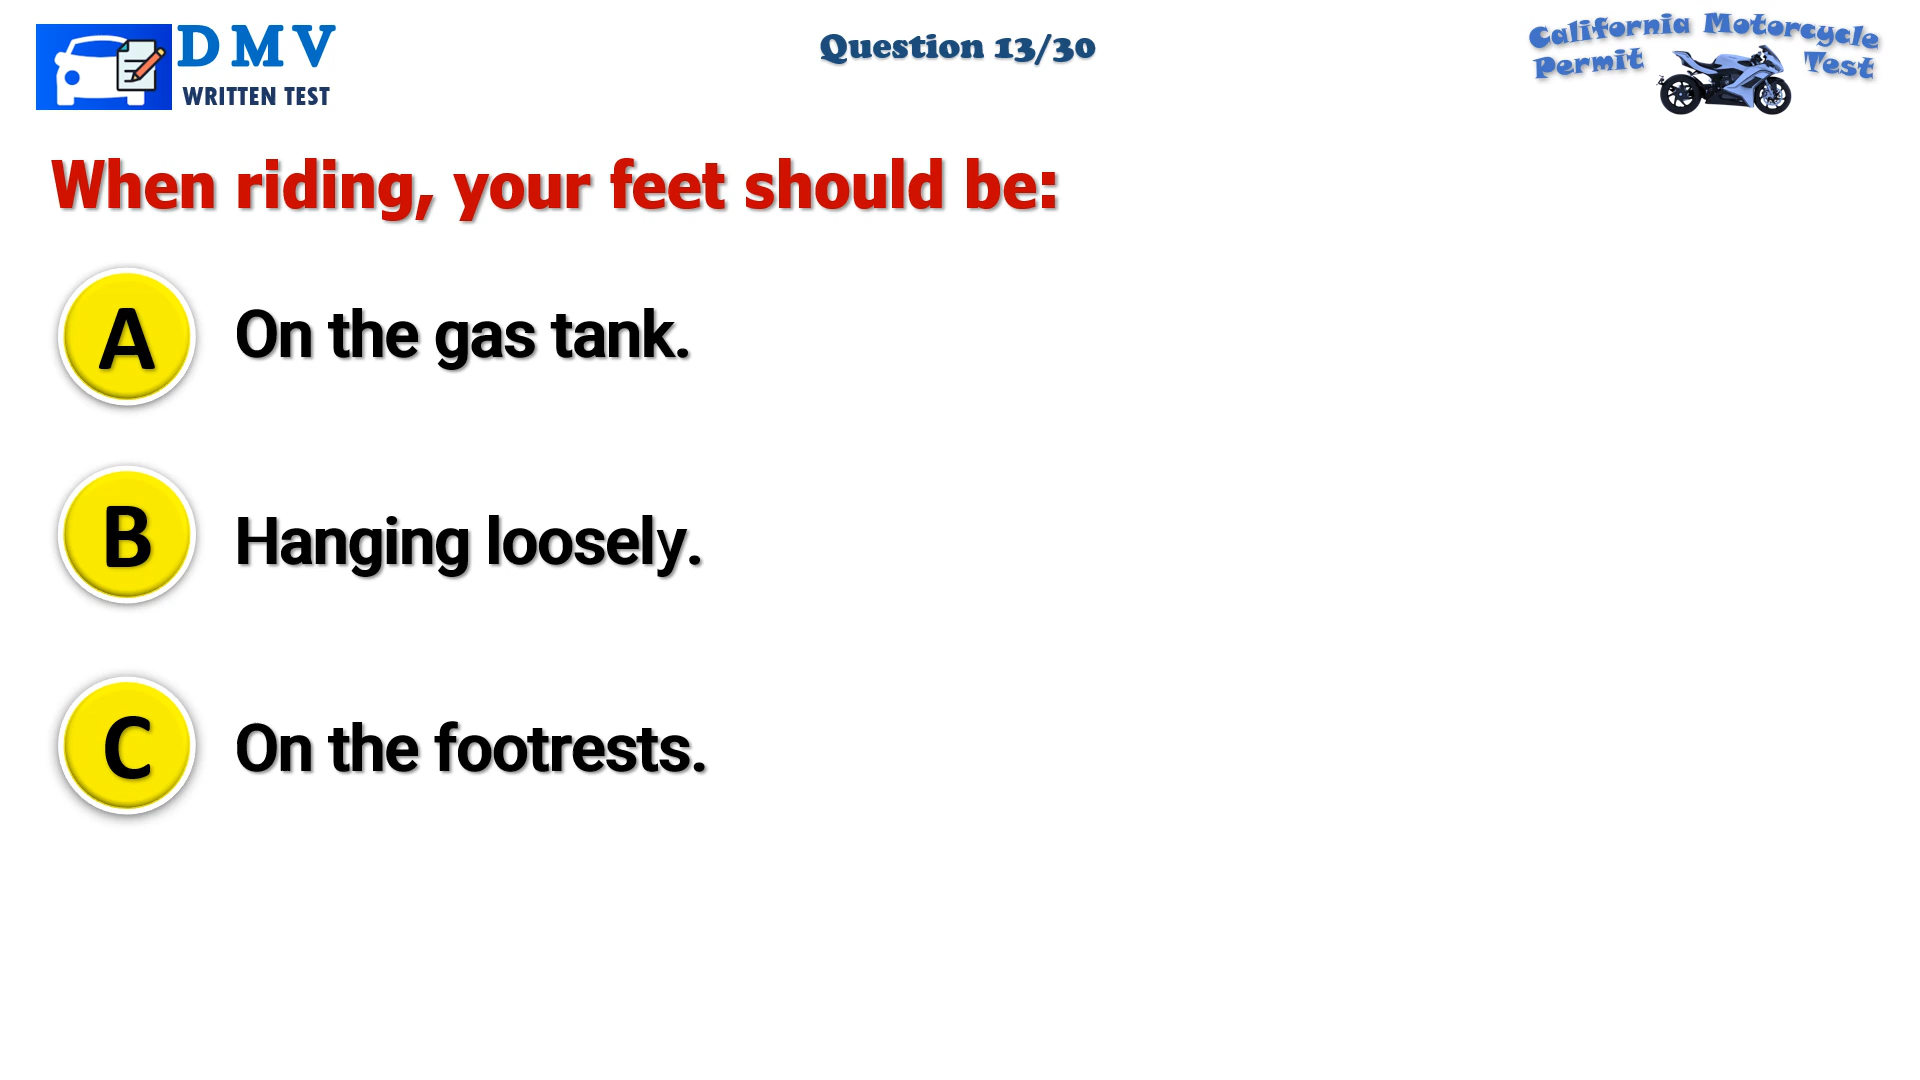 DMV
WRITTEN TEST
Question 13/30
California Motorcycle
Permit Test
When riding, your feet should be:
A On the gas tank.
B Hanging loosely.
C On the footrests.